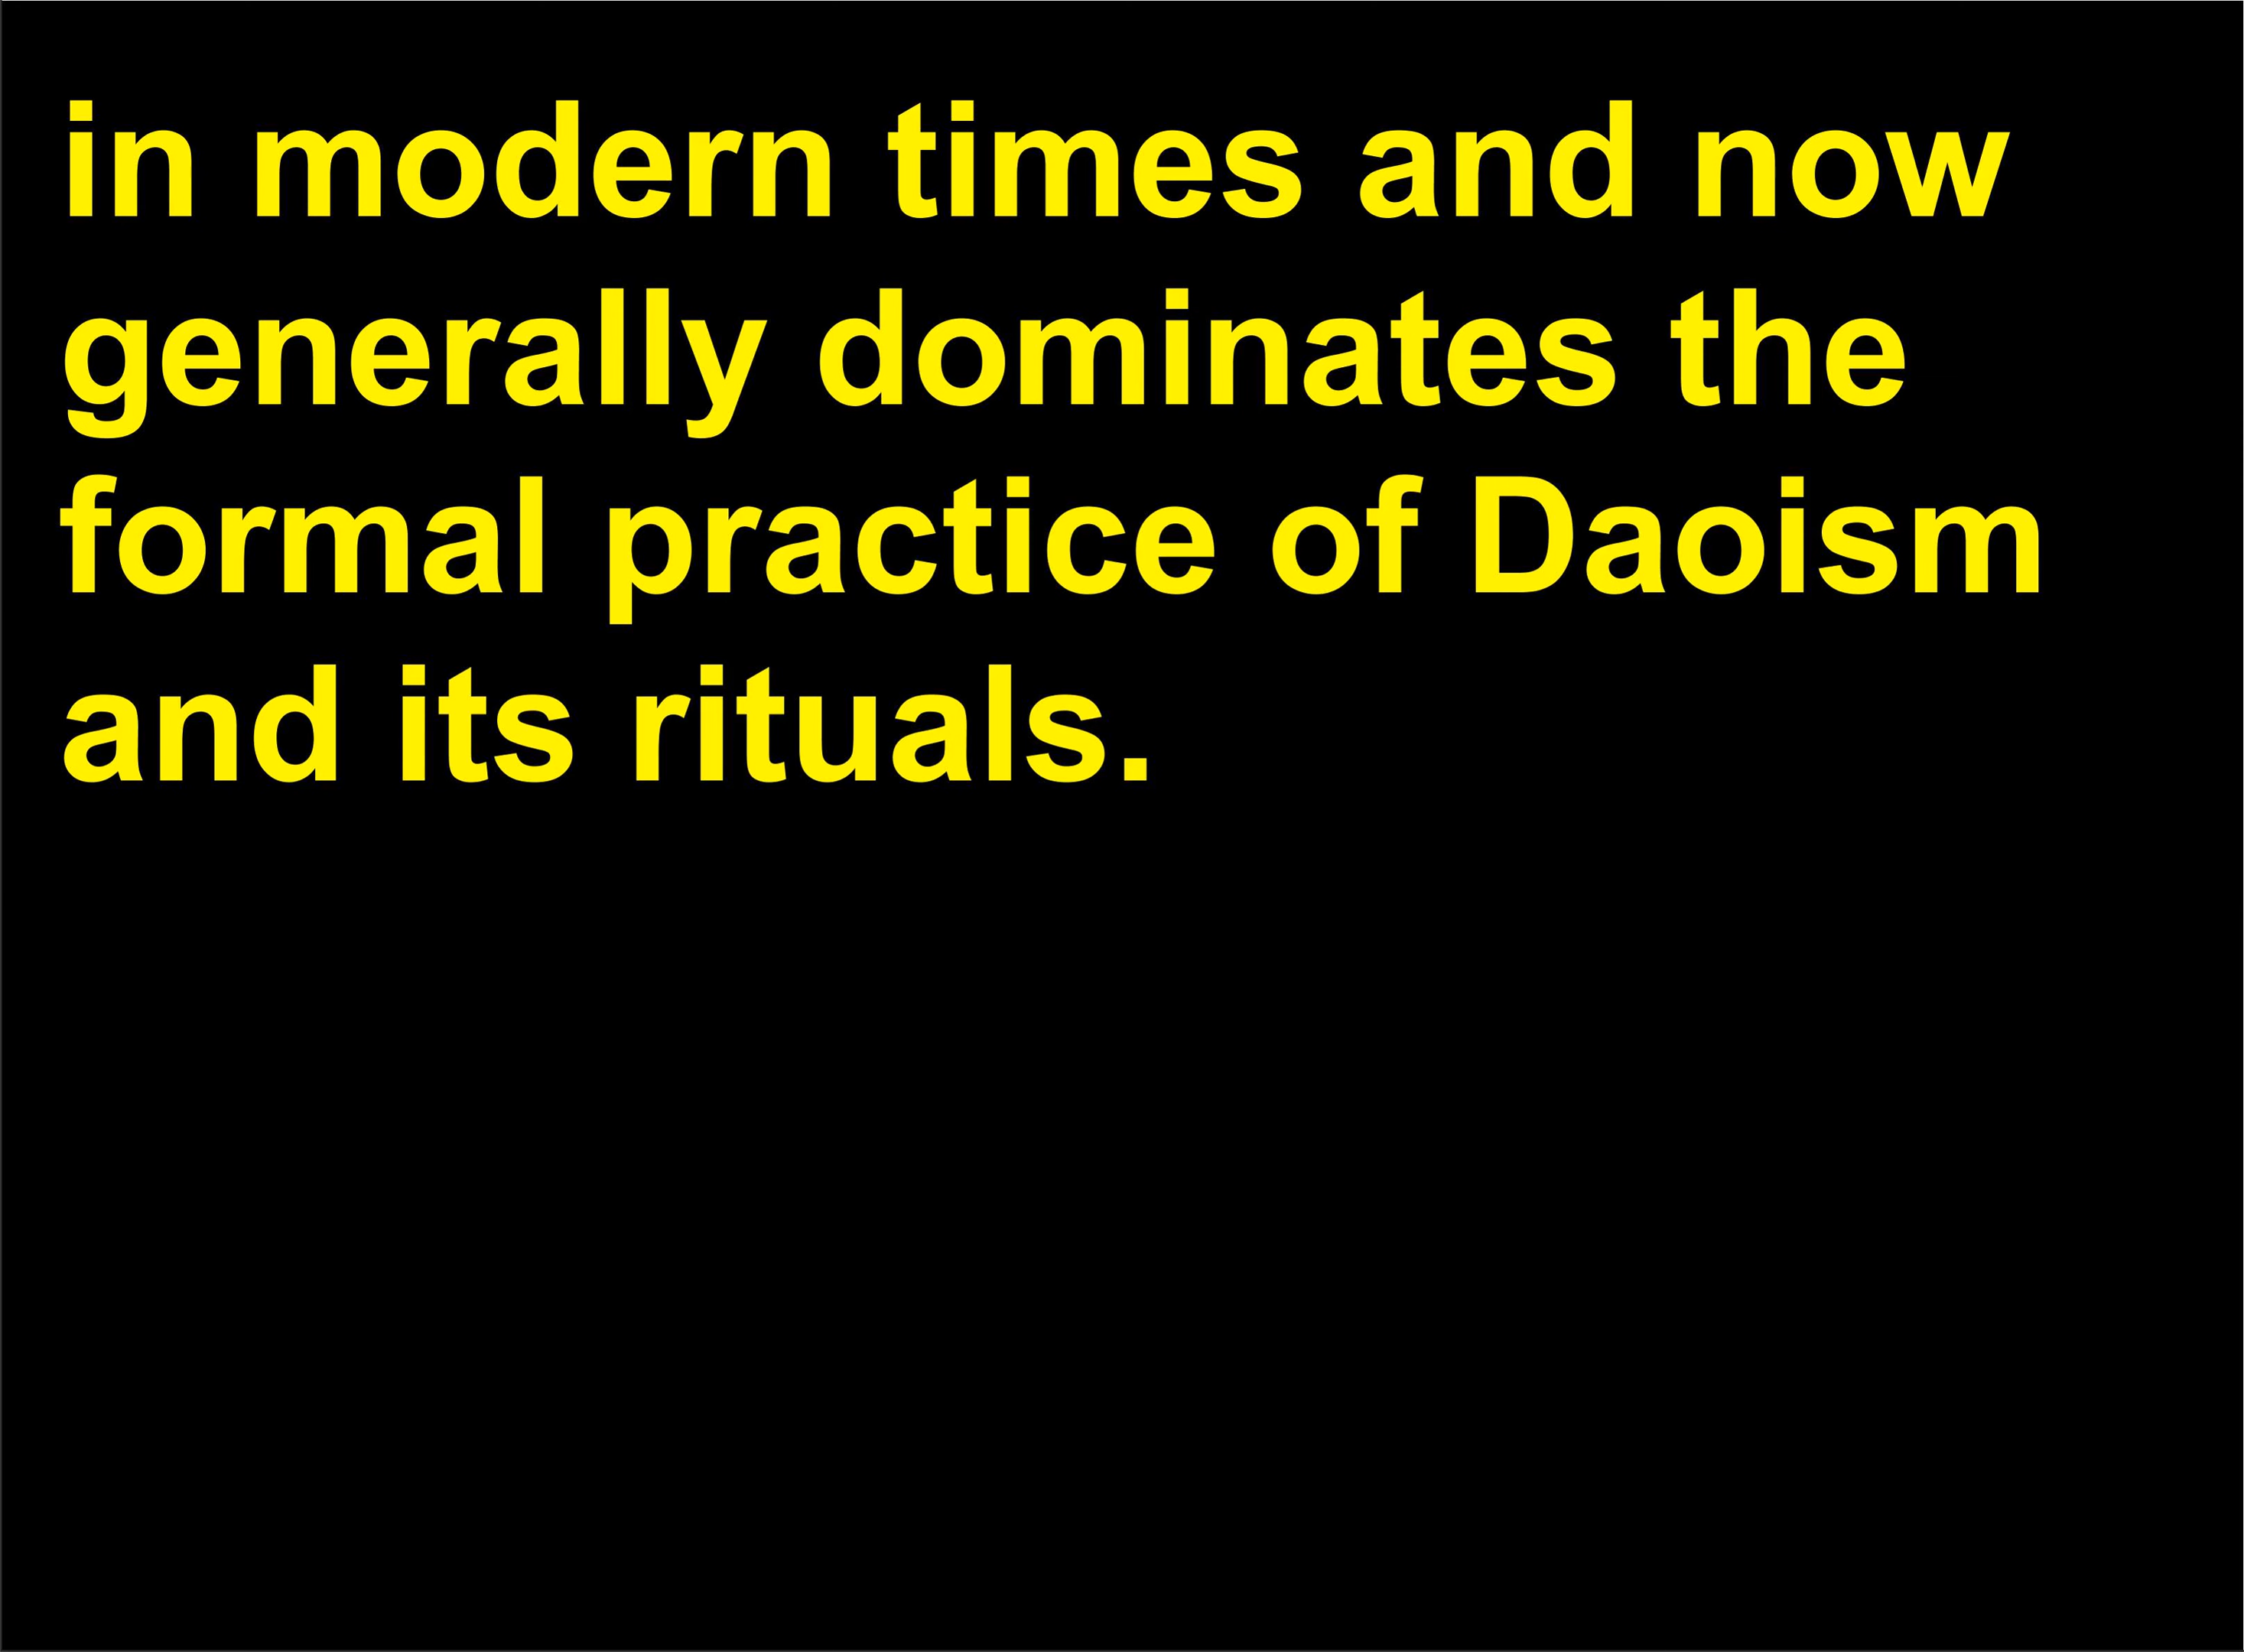 in modern times and now
generally dominates the
formal practice of Daoism
and its rituals.